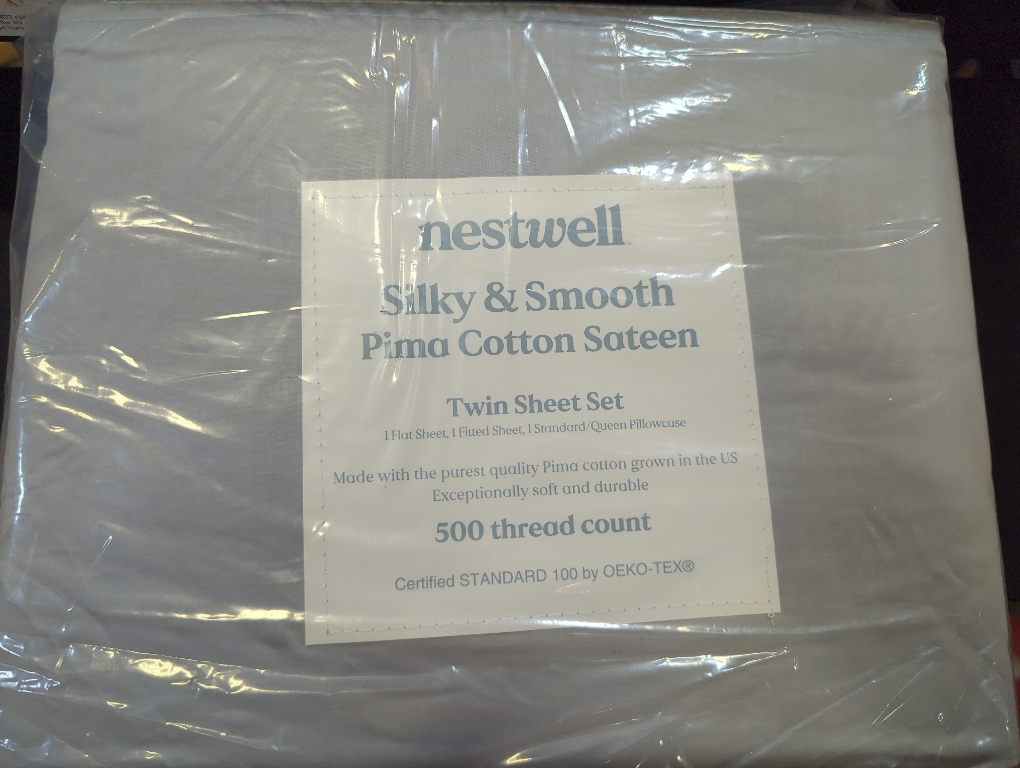 nestwell
Silky & Smooth
Pima Cotton Sateen
Twin Sheet Set
1 Flat Sheet, 1 Fitted Sheet, 1 Standard/Queen Pillowcase
Made with the purest quality Pima cotton grown in the US
Exceptionally soft and durable
500 thread count
Certified STANDARD 100 by OEKO-TEX®